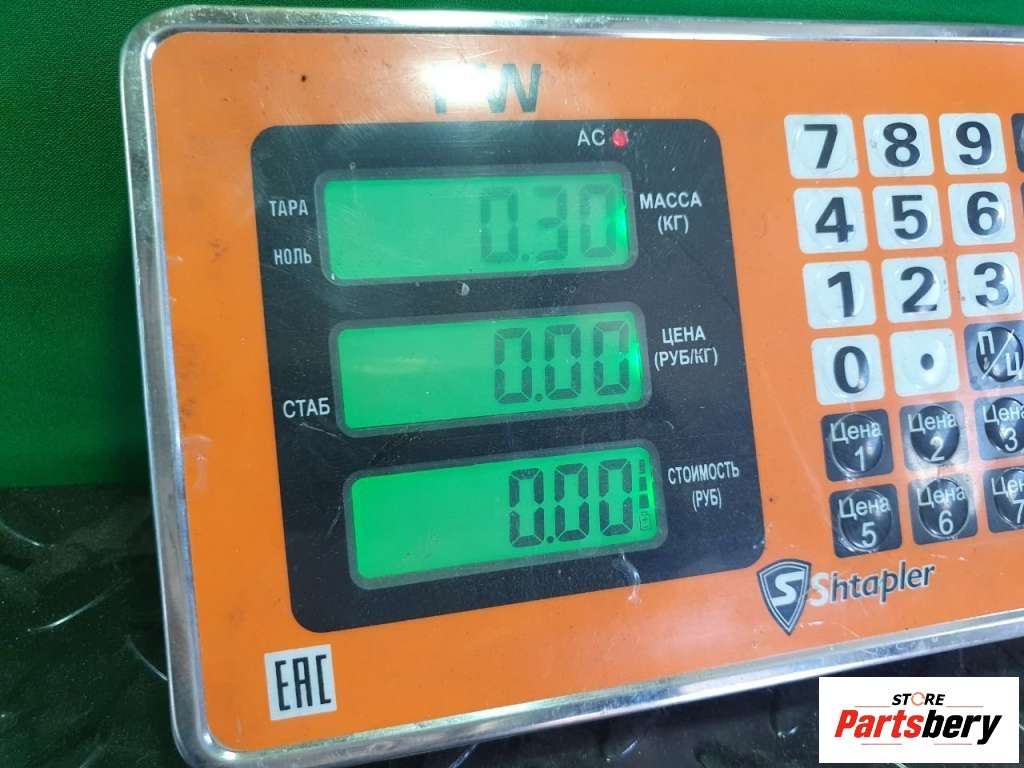 W
AC
ТАРА
НОЛЬ
0.30
МАССА
(КГ)
СТАБ
0.00
ЦЕНА
(РУБ/КГ)
0.00
СТОИМОСТЬ
(РУБ)
7 8 9
4 5 6
1 2 3
0 . П/Ц
Цена 1
Цена 2
Цена 3
Цена 5
Цена 6
S Shtapler
EAC
STORE
Partsbery